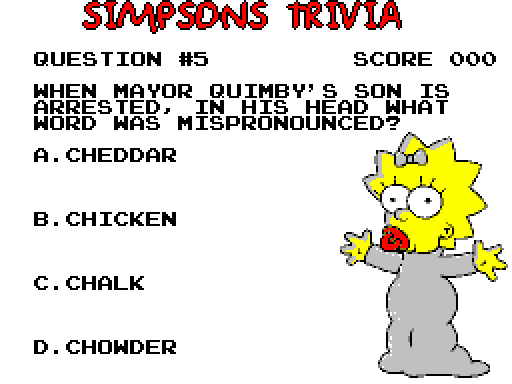 SIMPSONS TRIVIA
QUESTION #5 SCORE 000
WHEN MAYOR QUIMBY'S SON IS
ARRESTED, IN HIS HEAD WHAT
WORD WAS MISPRONOUNCED?
A.CHEDDAR
B.CHICKEN
C.CHALK
D.CHOWDER